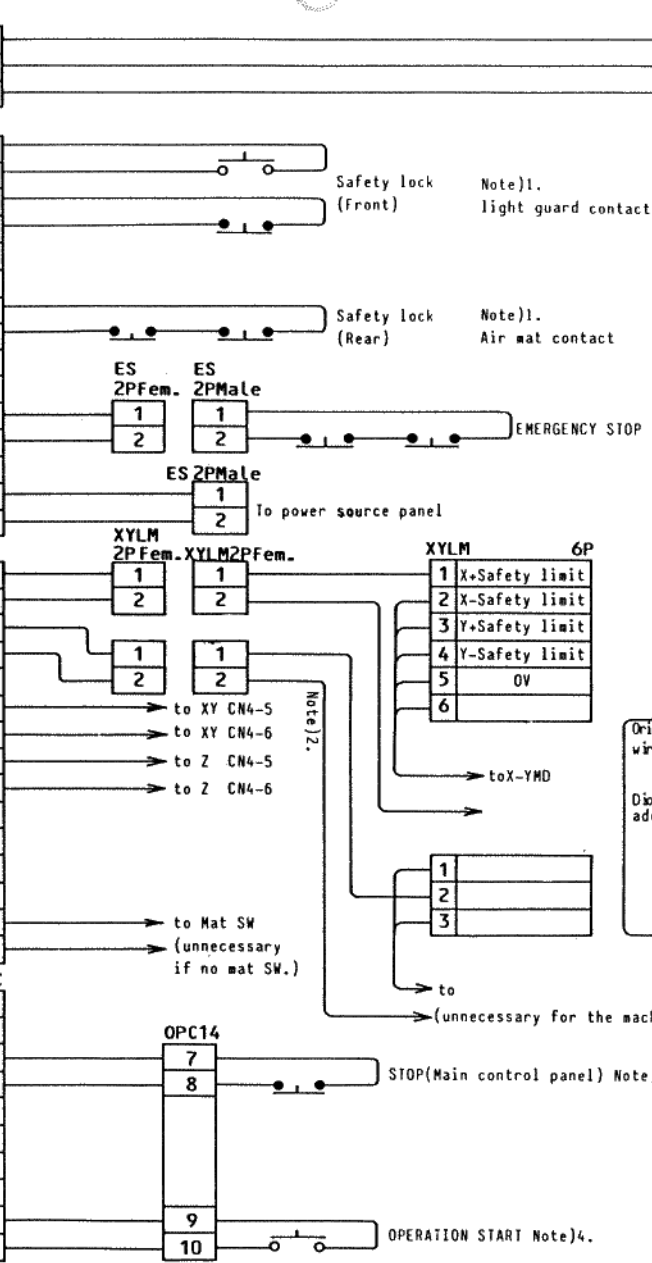 Safety lock Note)1.
(Front) light guard contact
Safety lock Note)1.
(Rear) Air mat contact
ES ES
2PFem. 2PMale
1 1
2 2
EMERGENCY STOP
ES 2PMale
1
2
To power source panel
XYLM
2PFem. XYLM2PFem.
1 1
2 2
XYLM 6P
1 X+Safety limit
2 X-Safety limit
3 Y+Safety limit
4 Y-Safety limit
5 0V
6
1 1
2 2
to XY CN4-5
to XY CN4-6
to Z CN4-5
to Z CN4-6
Note)2.
toX-YMD
1
2
3
to Mat SW
(unnecessary
if no mat SW.)
to
(unnecessary for the
OPC14
7
8
STOP(Main control panel) Note
9
10
OPERATION START Note)4.